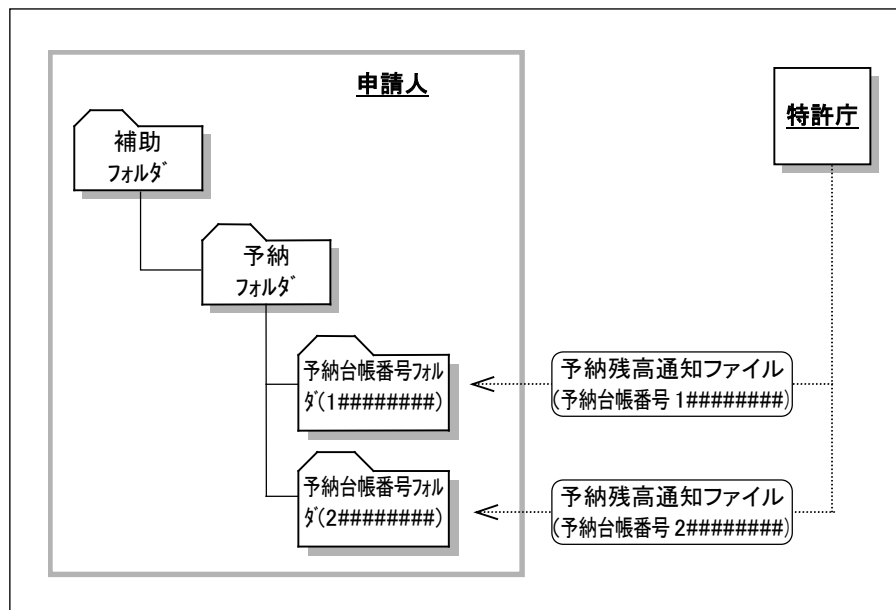 申請人
特許庁
補助
フォルダ
予納
フォルダ
予納台帳番号フォル
ダ(1########)
予納残高通知ファイル
(予納台帳番号 1########)
予納台帳番号フォル
ダ(2########)
予納残高通知ファイル
(予納台帳番号 2########)